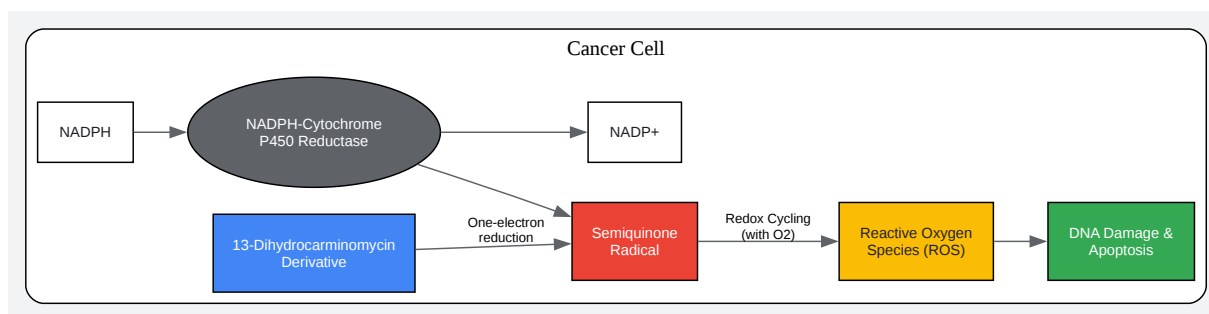 Cancer Cell
NADPH
NADPH-Cytochrome
P450 Reductase
NADP+
13-Dihydrocarminomycin
Derivative
One-electron
reduction
Semiquinone
Radical
Redox Cycling
(with O2)
Reactive Oxygen
Species (ROS)
DNA Damage &
Apoptosis